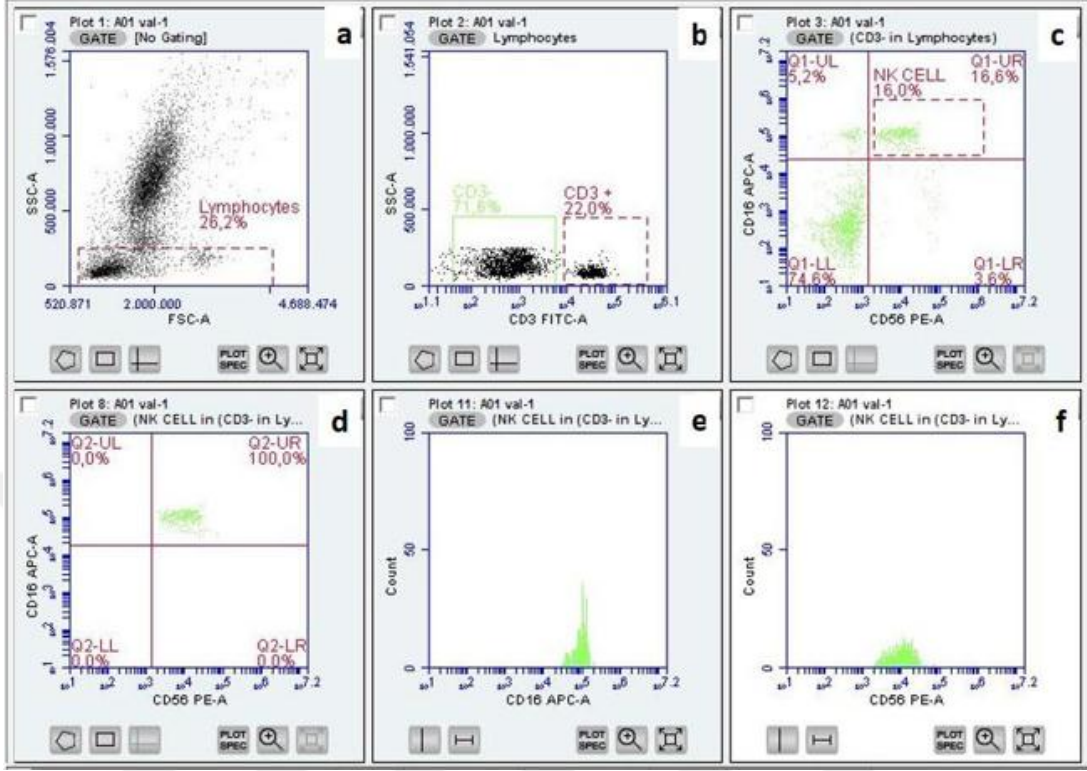 Plot 1: A01 val-1
GATE [No Gating]
a
1.576.004
1.000.000
500.000
0
SSC-A
Lymphocytes
26,2%
520.871 2.000.000 4.688.474
FSC-A
PLOT SPEC
Plot 2: A01 val-1
GATE Lymphocytes
b
1.541.054
1.000.000
500.000
0
SSC-A
CD3-
71,6%
CD3 +
22,0%
CD3 FITC-A
PLOT SPEC
Plot 3: A01 val-1
GATE (CD3- in Lymphocytes)
c
Q1-UL
5,2%
Q1-UR
16,6%
NK CELL
16,0%
CD16 APC-A
Q1-LL
74,6%
Q1-LR
3,6%
CD56 PE-A
PLOT SPEC
Plot 8: A01 val-1
GATE (NK CELL in (CD3- in Ly...
d
Q2-UL
0,0%
Q2-UR
100,0%
CD16 APC-A
Q2-LL
0,0%
Q2-LR
0,0%
CD56 PE-A
PLOT SPEC
Plot 11: A01 val-1
GATE (NK CELL in (CD3- in Ly...
e
100
50
0
Count
CD16 APC-A
PLOT SPEC
Plot 12: A01 val-1
GATE (NK CELL in (CD3- in Ly...
f
100
50
0
Count
CD56 PE-A
PLOT SPEC